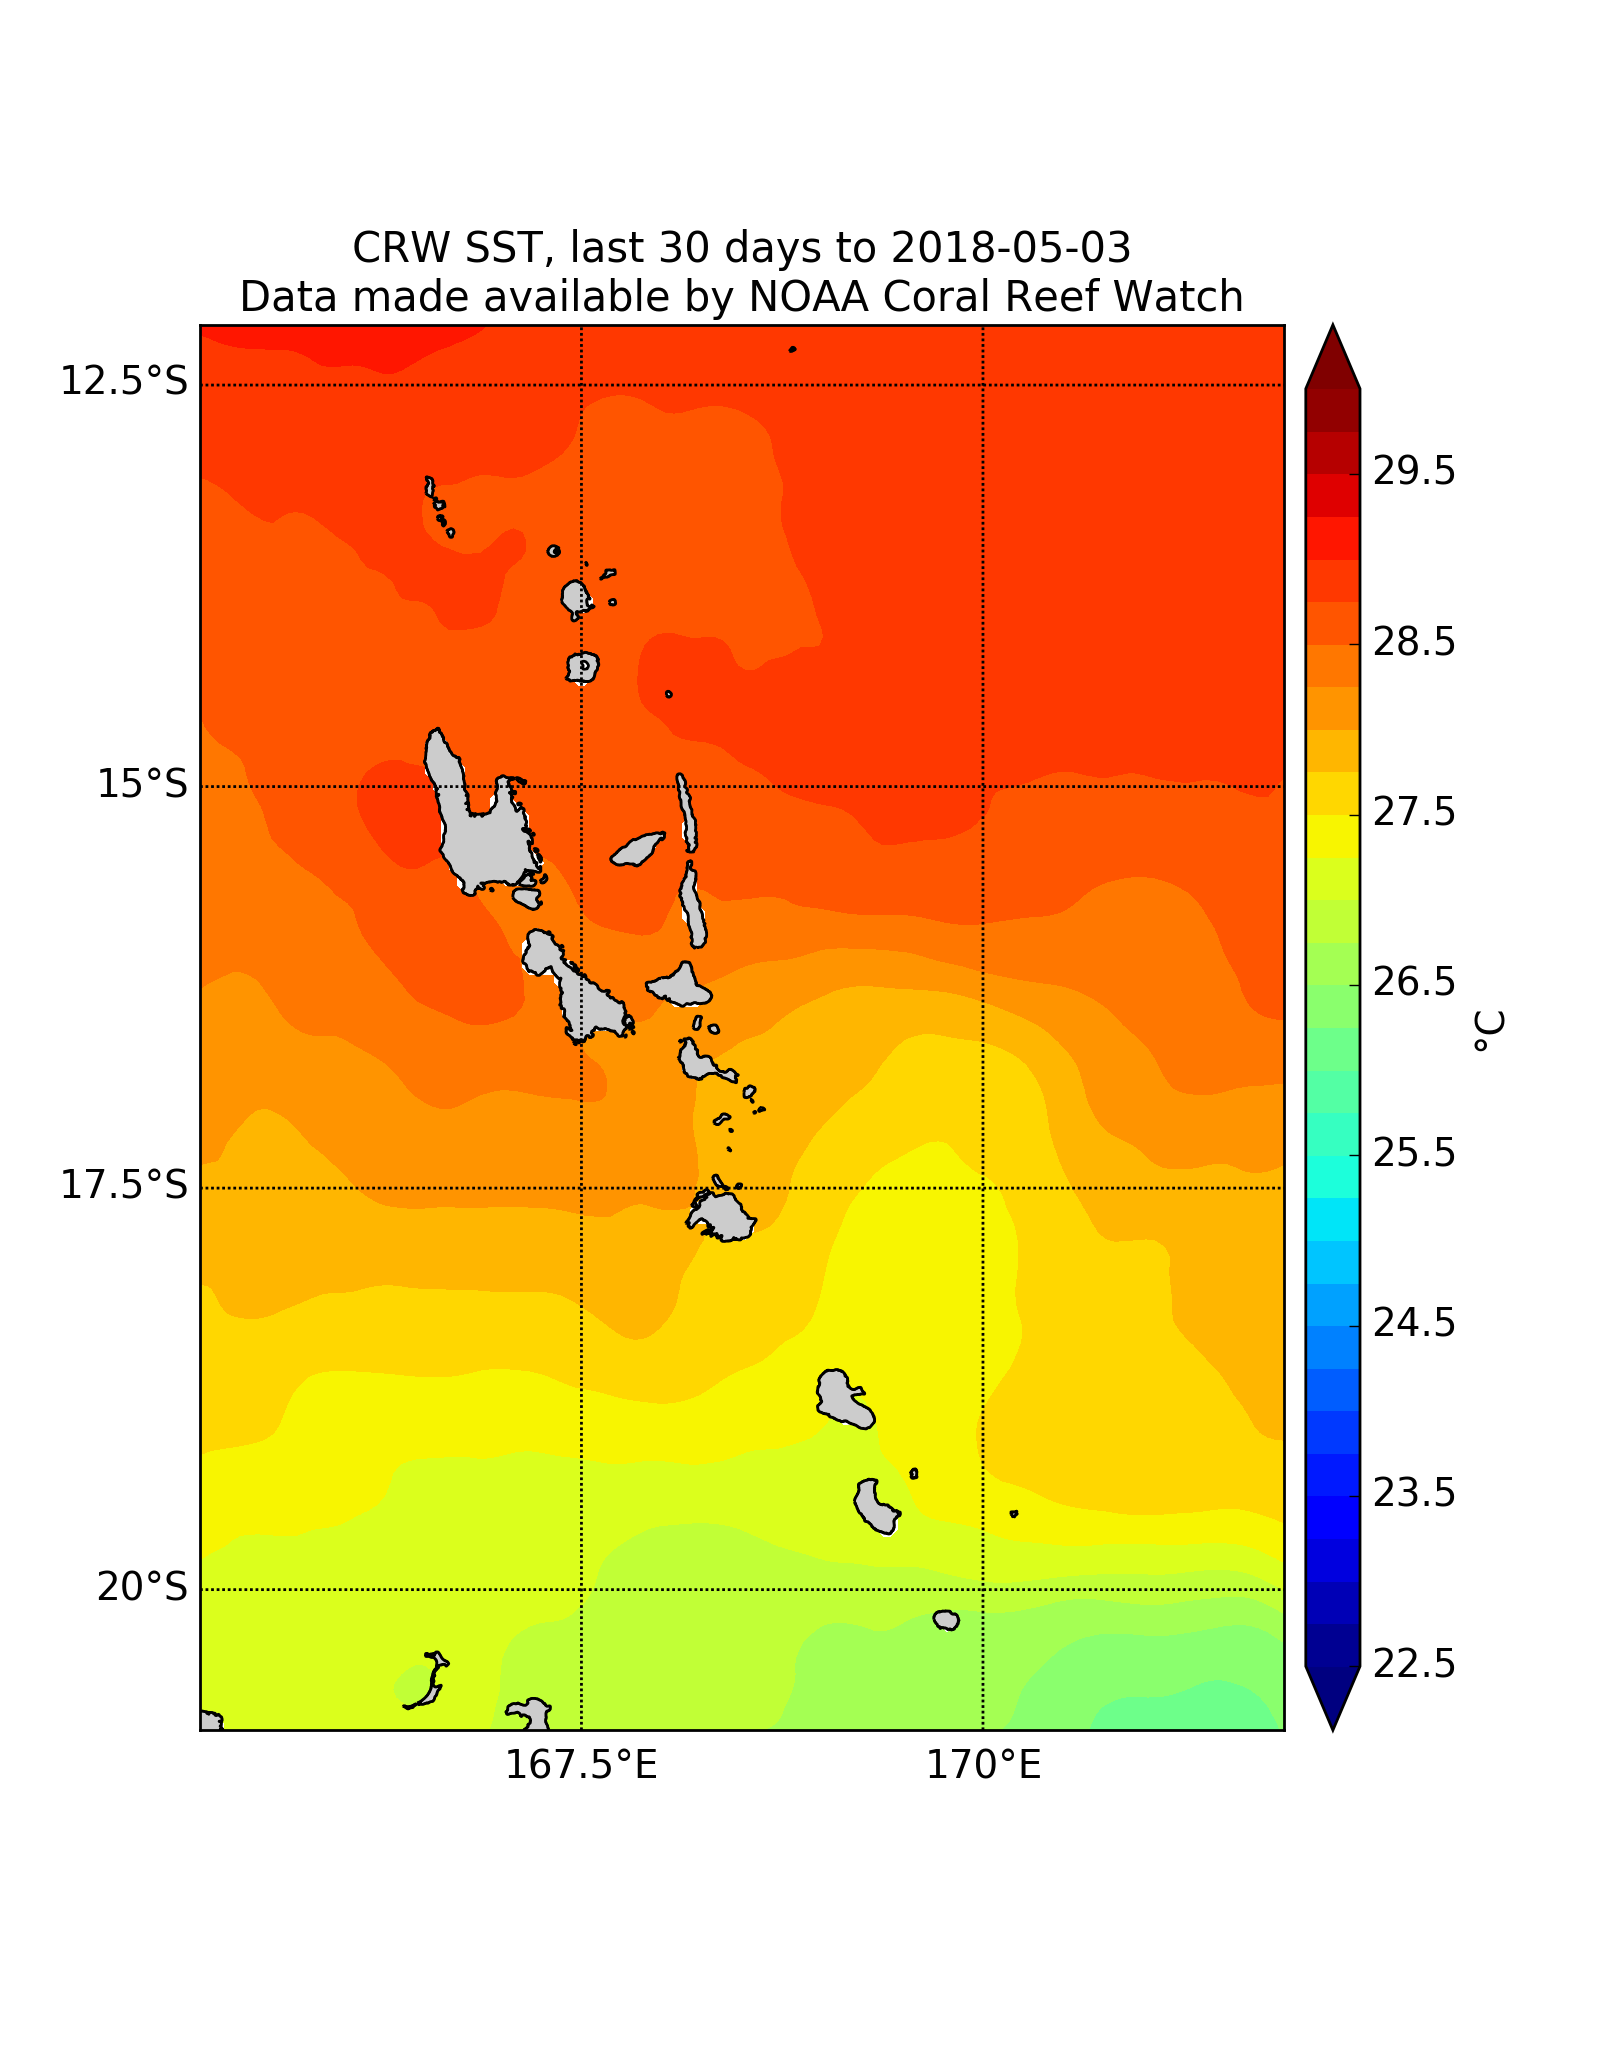 CRW SST, last 30 days to 2018-05-03
Data made available by NOAA Coral Reef Watch
12.5°S
15°S
17.5°S
20°S
167.5°E
170°E
29.5
28.5
27.5
26.5
25.5
24.5
23.5
22.5
°C